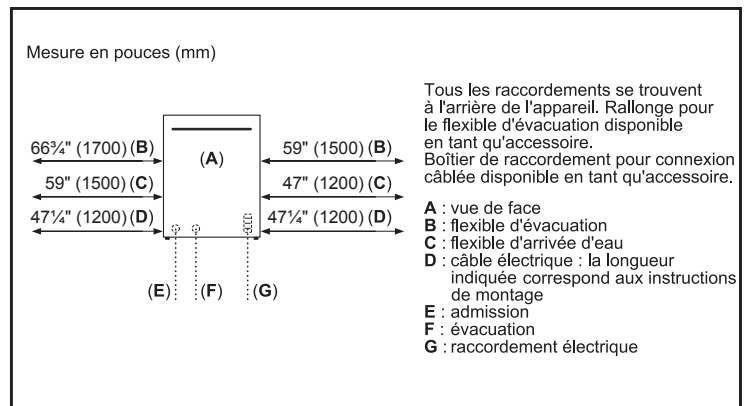 Mesure en pouces (mm)
66¾" (1700) (B)
59" (1500) (C)
47¼" (1200) (D)
(A)
59" (1500) (B)
47" (1200) (C)
47¼" (1200) (D)
(E)
(F)
(G)
Tous les raccordements se trouvent
à l'arrière de l'appareil. Rallonge pour
le flexible d'évacuation disponible
en tant qu'accessoire.
Boîtier de raccordement pour connexion
câblée disponible en tant qu'accessoire.
A : vue de face
B : flexible d'évacuation
C : flexible d'arrivée d'eau
D : câble électrique : la longueur
indiquée correspond aux instructions
de montage
E : admission
F : évacuation
G : raccordement électrique